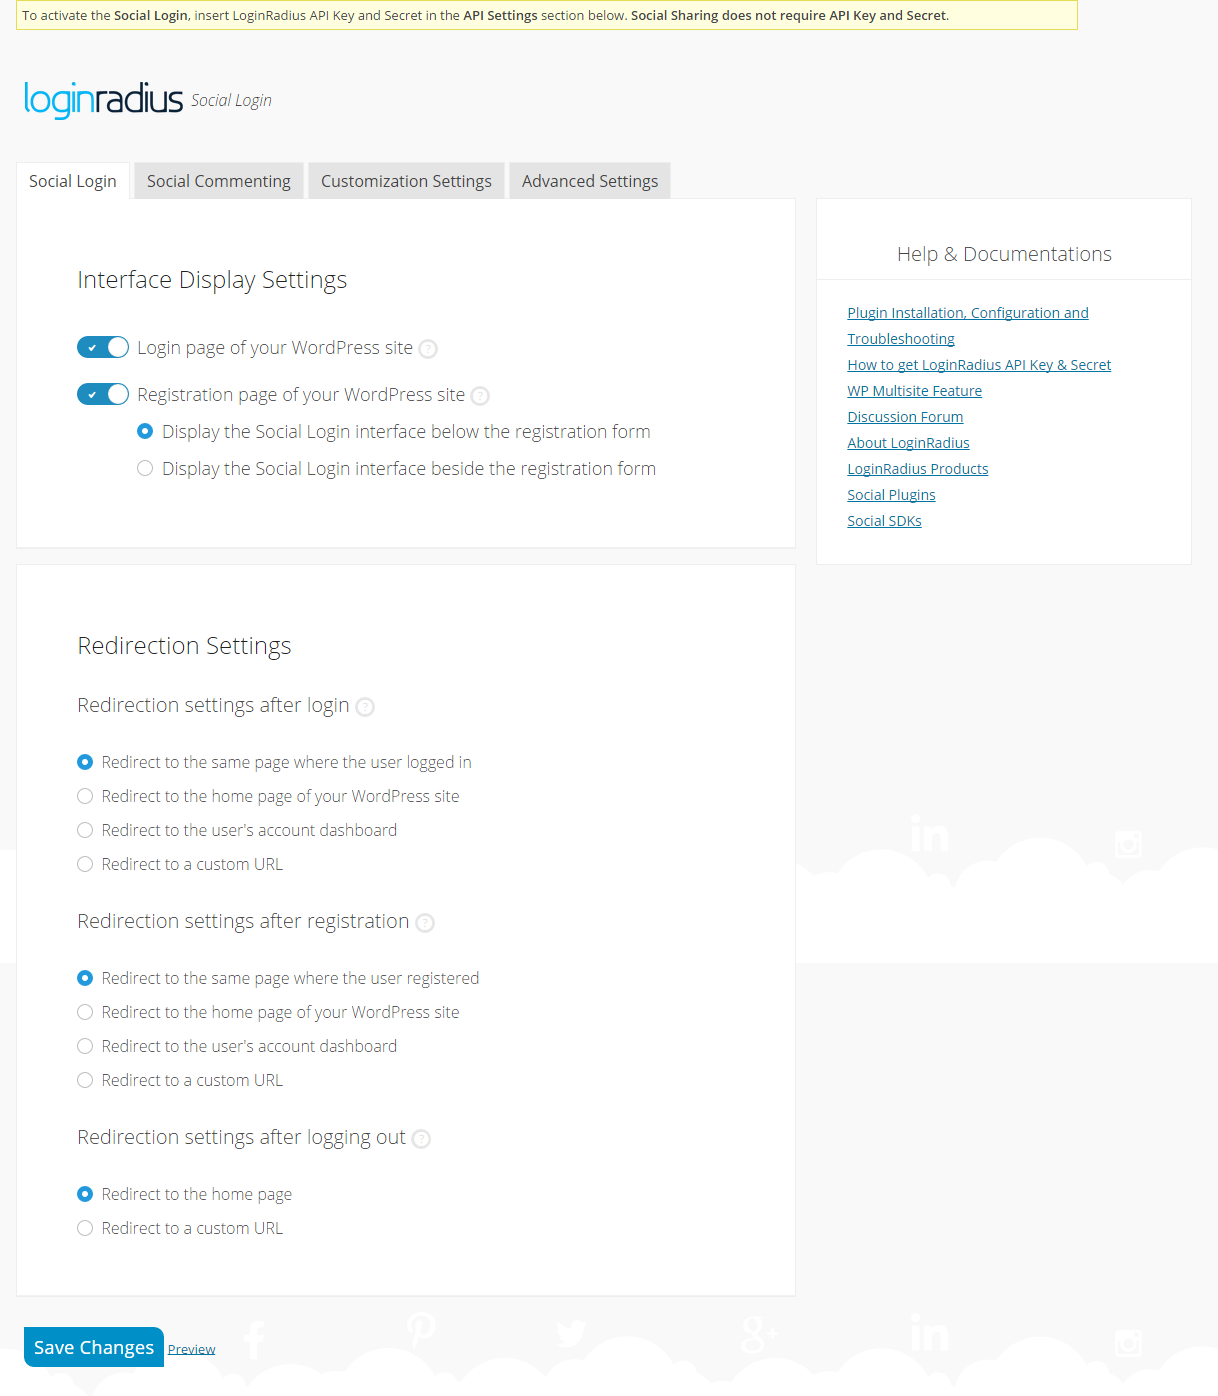 To activate the Social Login, insert LoginRadius API Key and Secret in the API Settings section below. Social Sharing does not require API Key and Secret.
loginradius Social Login
Social Login
Social Commenting
Customization Settings
Advanced Settings
Interface Display Settings
Login page of your WordPress site ?
Registration page of your WordPress site ?
Display the Social Login interface below the registration form
Display the Social Login interface beside the registration form
Help & Documentations
Plugin Installation, Configuration and
Troubleshooting
How to get LoginRadius API Key & Secret
WP Multisite Feature
Discussion Forum
About LoginRadius
LoginRadius Products
Social Plugins
Social SDKs
Redirection Settings
Redirection settings after login ?
Redirect to the same page where the user logged in
Redirect to the home page of your WordPress site
Redirect to the user's account dashboard
Redirect to a custom URL
Redirection settings after registration ?
Redirect to the same page where the user registered
Redirect to the home page of your WordPress site
Redirect to the user's account dashboard
Redirect to a custom URL
Redirection settings after logging out ?
Redirect to the home page
Redirect to a custom URL
Save Changes Preview